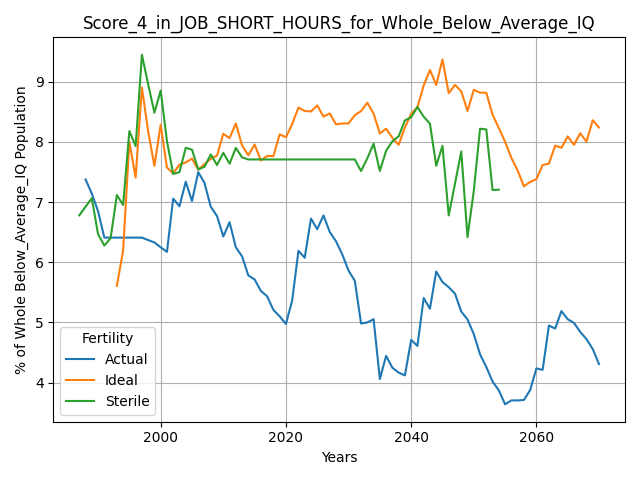 Score_4_in_JOB_SHORT_HOURS_for_Whole_Below_Average_IQ
% of Whole Below_Average_IQ Population
9
8
7
6
5
4
Fertility
Actual
Ideal
Sterile
2000
2020
2040
2060
Years